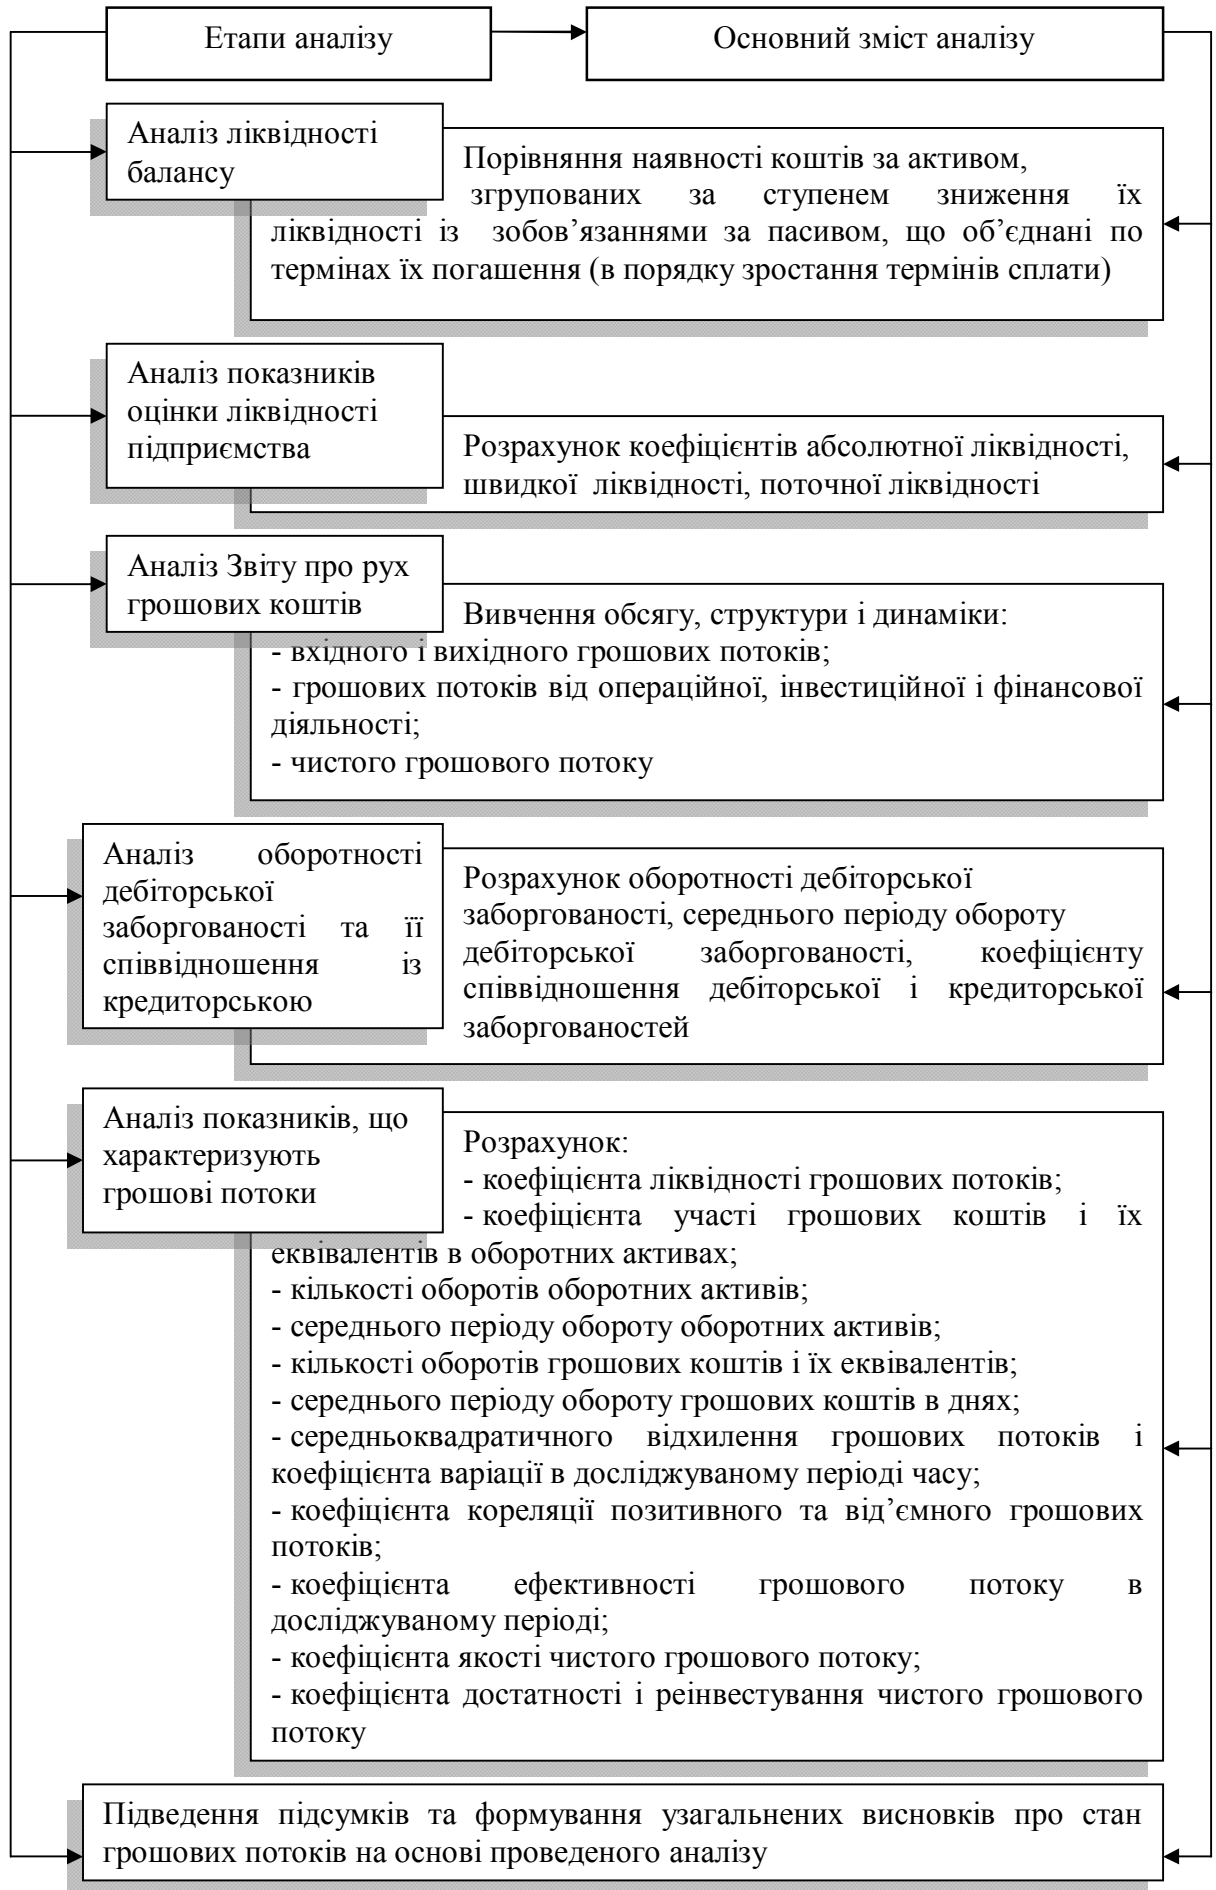 Етапи аналізу
Основний зміст аналізу
Аналіз ліквідності
балансу
Порівняння наявності коштів за активом,
згрупованих за ступенем зниження їх
ліквідності із зобов’язаннями за пасивом, що об’єднані по
термінах їх погашення (в порядку зростання термінів сплати)
Аналіз показників
оцінки ліквідності
підприємства
Розрахунок коефіцієнтів абсолютної ліквідності,
швидкої ліквідності, поточної ліквідності
Аналіз Звіту про рух
грошових коштів
Вивчення обсягу, структури і динаміки:
- вхідного і вихідного грошових потоків;
- грошових потоків від операційної, інвестиційної і фінансової
діяльності;
- чистого грошового потоку
Аналіз оборотності
дебіторської
заборгованості та її
співвідношення із
кредиторською
Розрахунок оборотності дебіторської
заборгованості, середнього періоду обороту
дебіторської заборгованості, коефіцієнту
співвідношення дебіторської і кредиторської
заборгованостей
Аналіз показників, що
характеризують
грошові потоки
Розрахунок:
- коефіцієнта ліквідності грошових потоків;
- коефіцієнта участі грошових коштів і їх
еквівалентів в оборотних активах;
- кількості оборотів оборотних активів;
- середнього періоду обороту оборотних активів;
- кількості оборотів грошових коштів і їх еквівалентів;
- середнього періоду обороту грошових коштів в днях;
- середньоквадратичного відхилення грошових потоків і
коефіцієнта варіації в досліджуваному періоді часу;
- коефіцієнта кореляції позитивного та від’ємного грошових
потоків;
- коефіцієнта ефективності грошового потоку в
досліджуваному періоді;
- коефіцієнта якості чистого грошового потоку;
- коефіцієнта достатності і реінвестування чистого грошового
потоку
Підведення підсумків та формування узагальнених висновків про стан
грошових потоків на основі проведеного аналізу